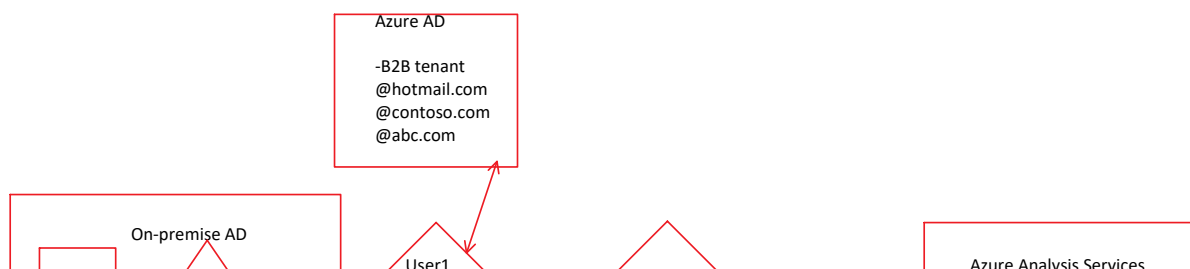 Azure AD
-B2B tenant
@hotmail.com
@contoso.com
@abc.com
On-premise AD
User1
Azure Analysis Services